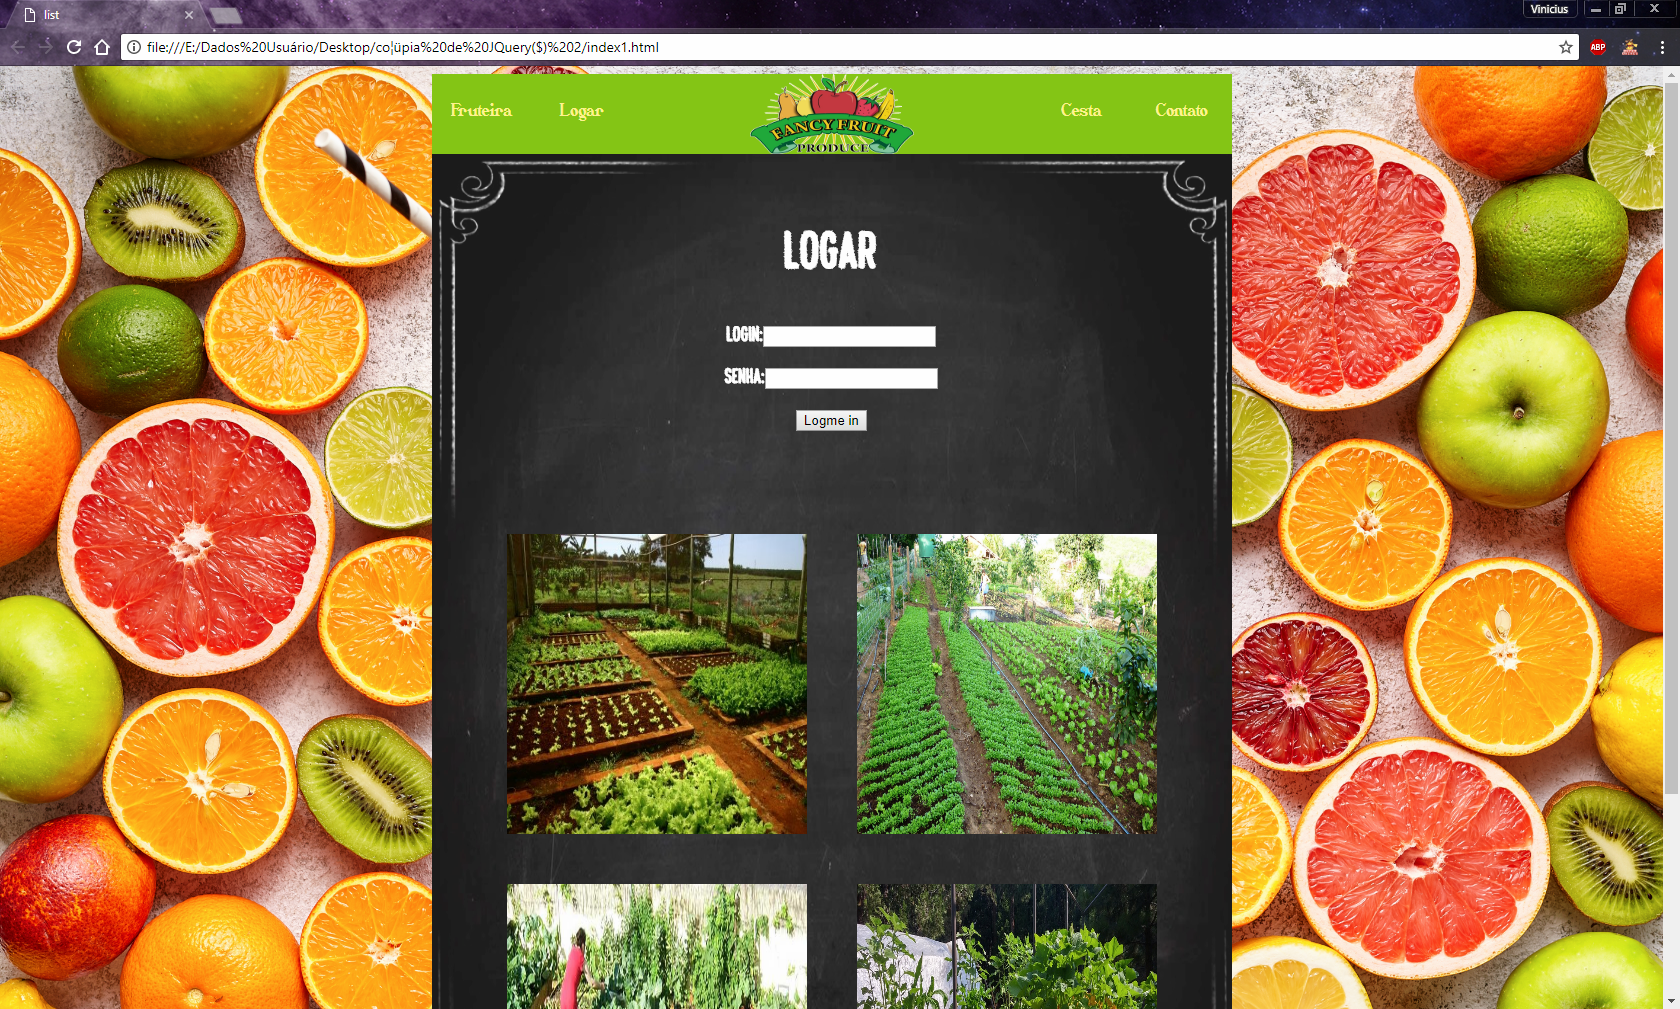 list
Vinicius
file:///E:/Dados%20Usuário/Desktop/co¦üpia%20de%20JQuery($)%202/index1.html
ABP
Fruteira
Logar
FANCY FRUIT
PRODUCE
Cesta
Contato
LOGAR
LOGIN:
SENHA:
Logme in